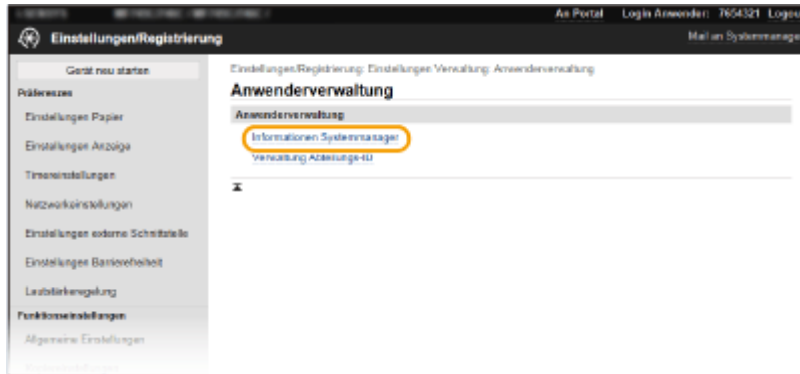 An Portal Login Anwender: 7654321 Logou
Einstellungen/Registrierung
Mail an Systemmanage
Gerät neu starten
Einstellungen/Registrierung: Einstellungen Verwaltung: Anwenderverwaltung
Präferenzen
Anwenderverwaltung
Einstellungen Papier
Anwenderverwaltung
Informationen Systemmanager
Einstellungen Anzeige
Verwaltung Abteilungs-ID
Timereinstellungen
Netzwerkeinstellungen
Einstellungen externe Schnittstelle
Einstellungen Barrierefreiheit
Lautstärkeregelung
Funktionseinstellungen
Allgemeine Einstellungen